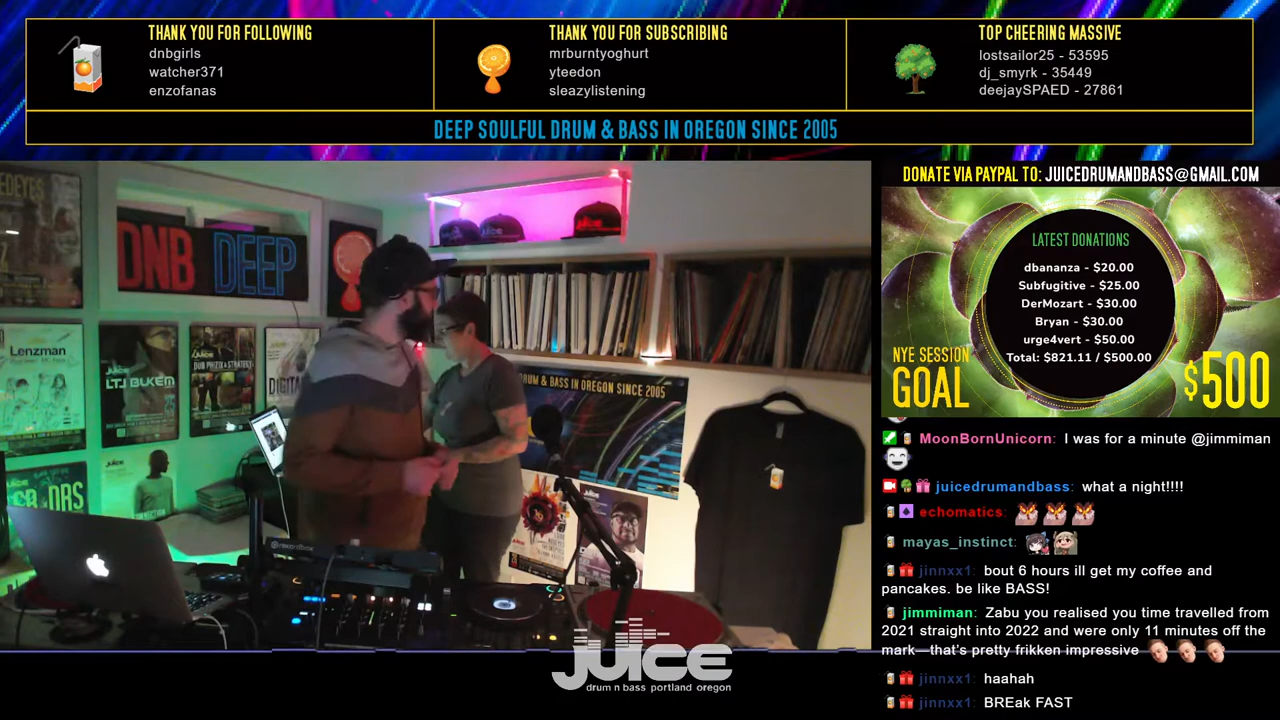 THANK YOU FOR FOLLOWING
dnbgirls
watcher371
enzofanas
THANK YOU FOR SUBSCRIBING
mrburntyoghurt
yteedon
sleazylistening
TOP CHEERING MASSIVE
lostsailor25 - 53595
dj_smyrk - 35449
deejaySPAED - 27861
DEEP SOULFUL DRUM & BASS IN OREGON SINCE 2005
DNB DEEP
Lenzman
JUICE
LTJ BUKEM
JUICE
DUB PHIZIX & STRATEGY
DRUM & BASS IN OREGON SINCE 2005
rekordbox
JUICE
drum n bass portland oregon
DONATE VIA PAYPAL TO: JUICEDRUMANDBASS@GMAIL.COM
LATEST DONATIONS
dbananza - $20.00
Subfugitive - $25.00
DerMozart - $30.00
Bryan - $30.00
urge4vert - $50.00
Total: $821.11 / $500.00
NYE SESSION
GOAL
$500
MoonBornUnicorn: I was for a minute @jimmiman
juicedrumandbass: what a night!!!!
echomatics:
mayas_instinct:
jinnxx1: bout 6 hours ill get my coffee and
pancakes. be like BASS!
jimmiman: Zabu you realised you time travelled from
2021 straight into 2022 and were only 11 minutes off the
mark—that's pretty frikken impressive
jinnxx1: haahah
jinnxx1: BREak FAST